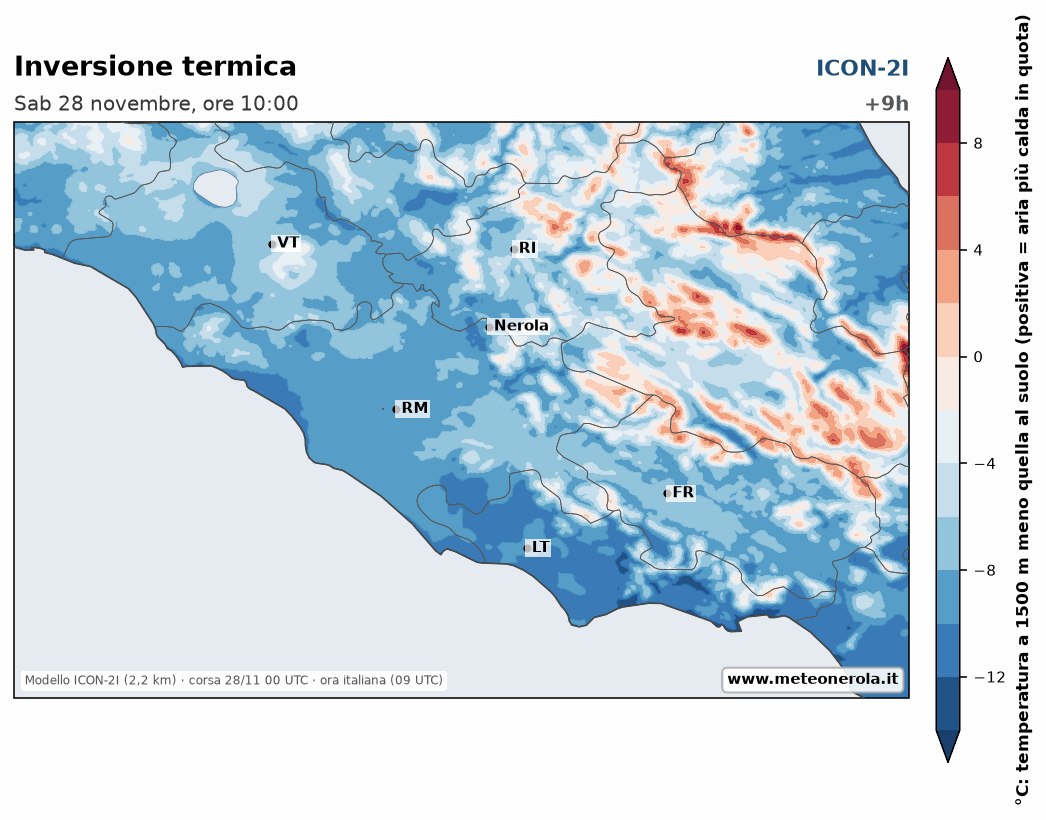 Inversione termica
ICON-2I
Sab 28 novembre, ore 10:00
+9h
VT
RI
Nerola
RM
FR
LT
Modello ICON-2I (2,2 km) · corsa 28/11 00 UTC · ora italiana (09 UTC)
www.meteonerola.it
8
4
0
−4
−8
−12
°C: temperatura a 1500 m meno quella al suolo (positiva = aria più calda in quota)